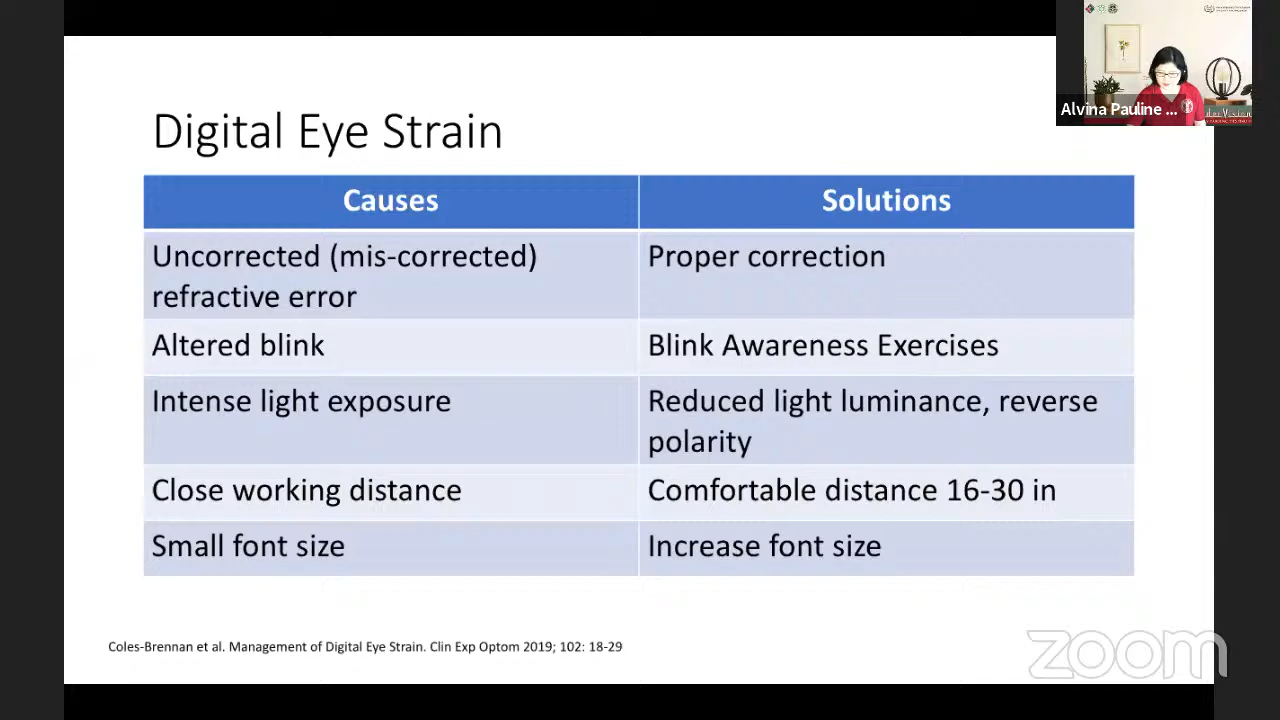 Alvina Pauline ...
Digital Eye Strain
Causes
Solutions
Uncorrected (mis-corrected)
refractive error
Proper correction
Altered blink
Blink Awareness Exercises
Intense light exposure
Reduced light luminance, reverse
polarity
Close working distance
Comfortable distance 16-30 in
Small font size
Increase font size
Coles-Brennan et al. Management of Digital Eye Strain. Clin Exp Optom 2019; 102: 18-29
zoom